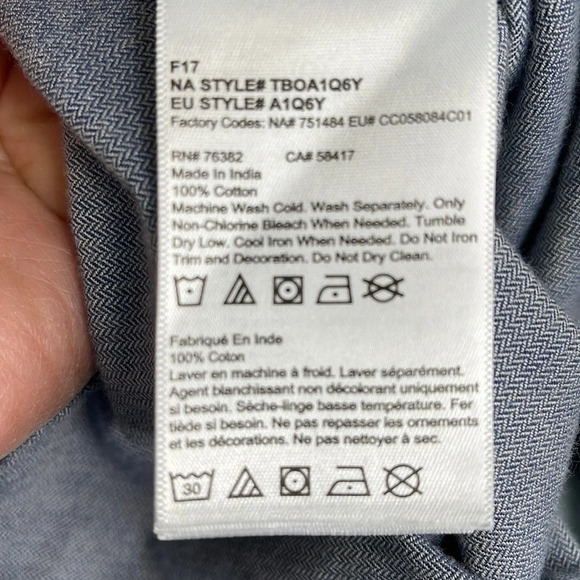 F17
NA STYLE# TBOA1Q6Y
EU STYLE# A1Q6Y
Factory Codes: NA# 751484 EU# CC058084C01
RN# 76382 CA# 58417
Made In India
100% Cotton
Machine Wash Cold. Wash Separately. Only
Non-Chlorine Bleach When Needed. Tumble
Dry Low. Cool Iron When Needed. Do Not Iron
Trim and Decoration. Do Not Dry Clean.
Fabriqué En Inde
100% Coton
Laver en machine à froid. Laver séparément.
Agent blanchissant non décolorant uniquement
si besoin. Sèche-linge basse température. Fer
tiède si besoin. Ne pas repasser les ornements
et les décorations. Ne pas nettoyer à sec.
30